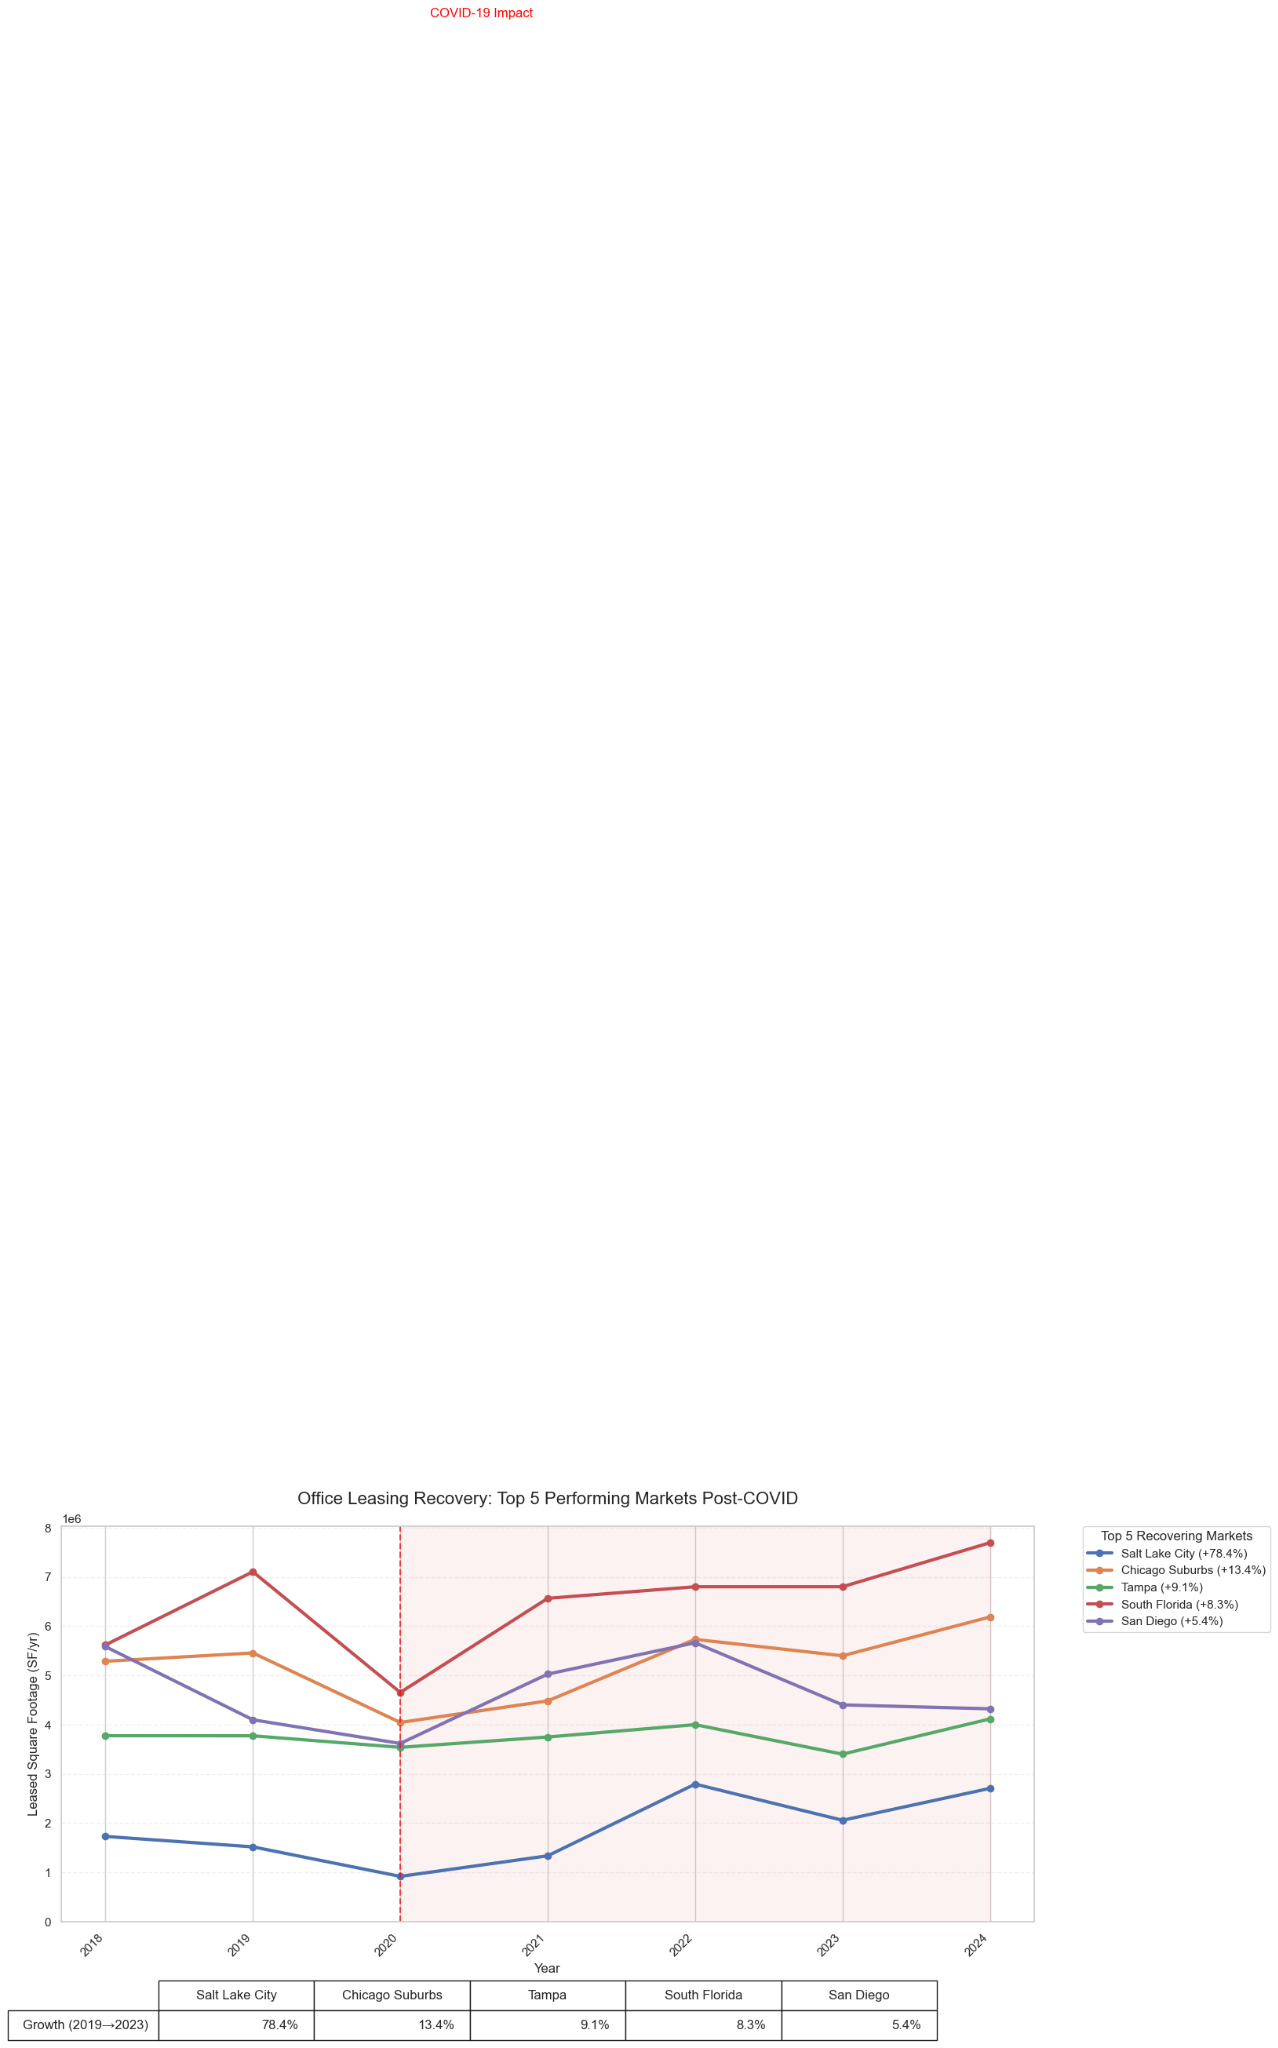 COVID-19 Impact
Office Leasing Recovery: Top 5 Performing Markets Post-COVID
1e6
8
7
6
5
4
3
2
1
0
Leased Square Footage (SF/yr)
2018
2019
2020
2021
2022
2023
2024
Year
Top 5 Recovering Markets
Salt Lake City (+78.4%)
Chicago Suburbs (+13.4%)
Tampa (+9.1%)
South Florida (+8.3%)
San Diego (+5.4%)
Salt Lake City Chicago Suburbs Tampa South Florida San Diego
Growth (2019→2023) 78.4% 13.4% 9.1% 8.3% 5.4%